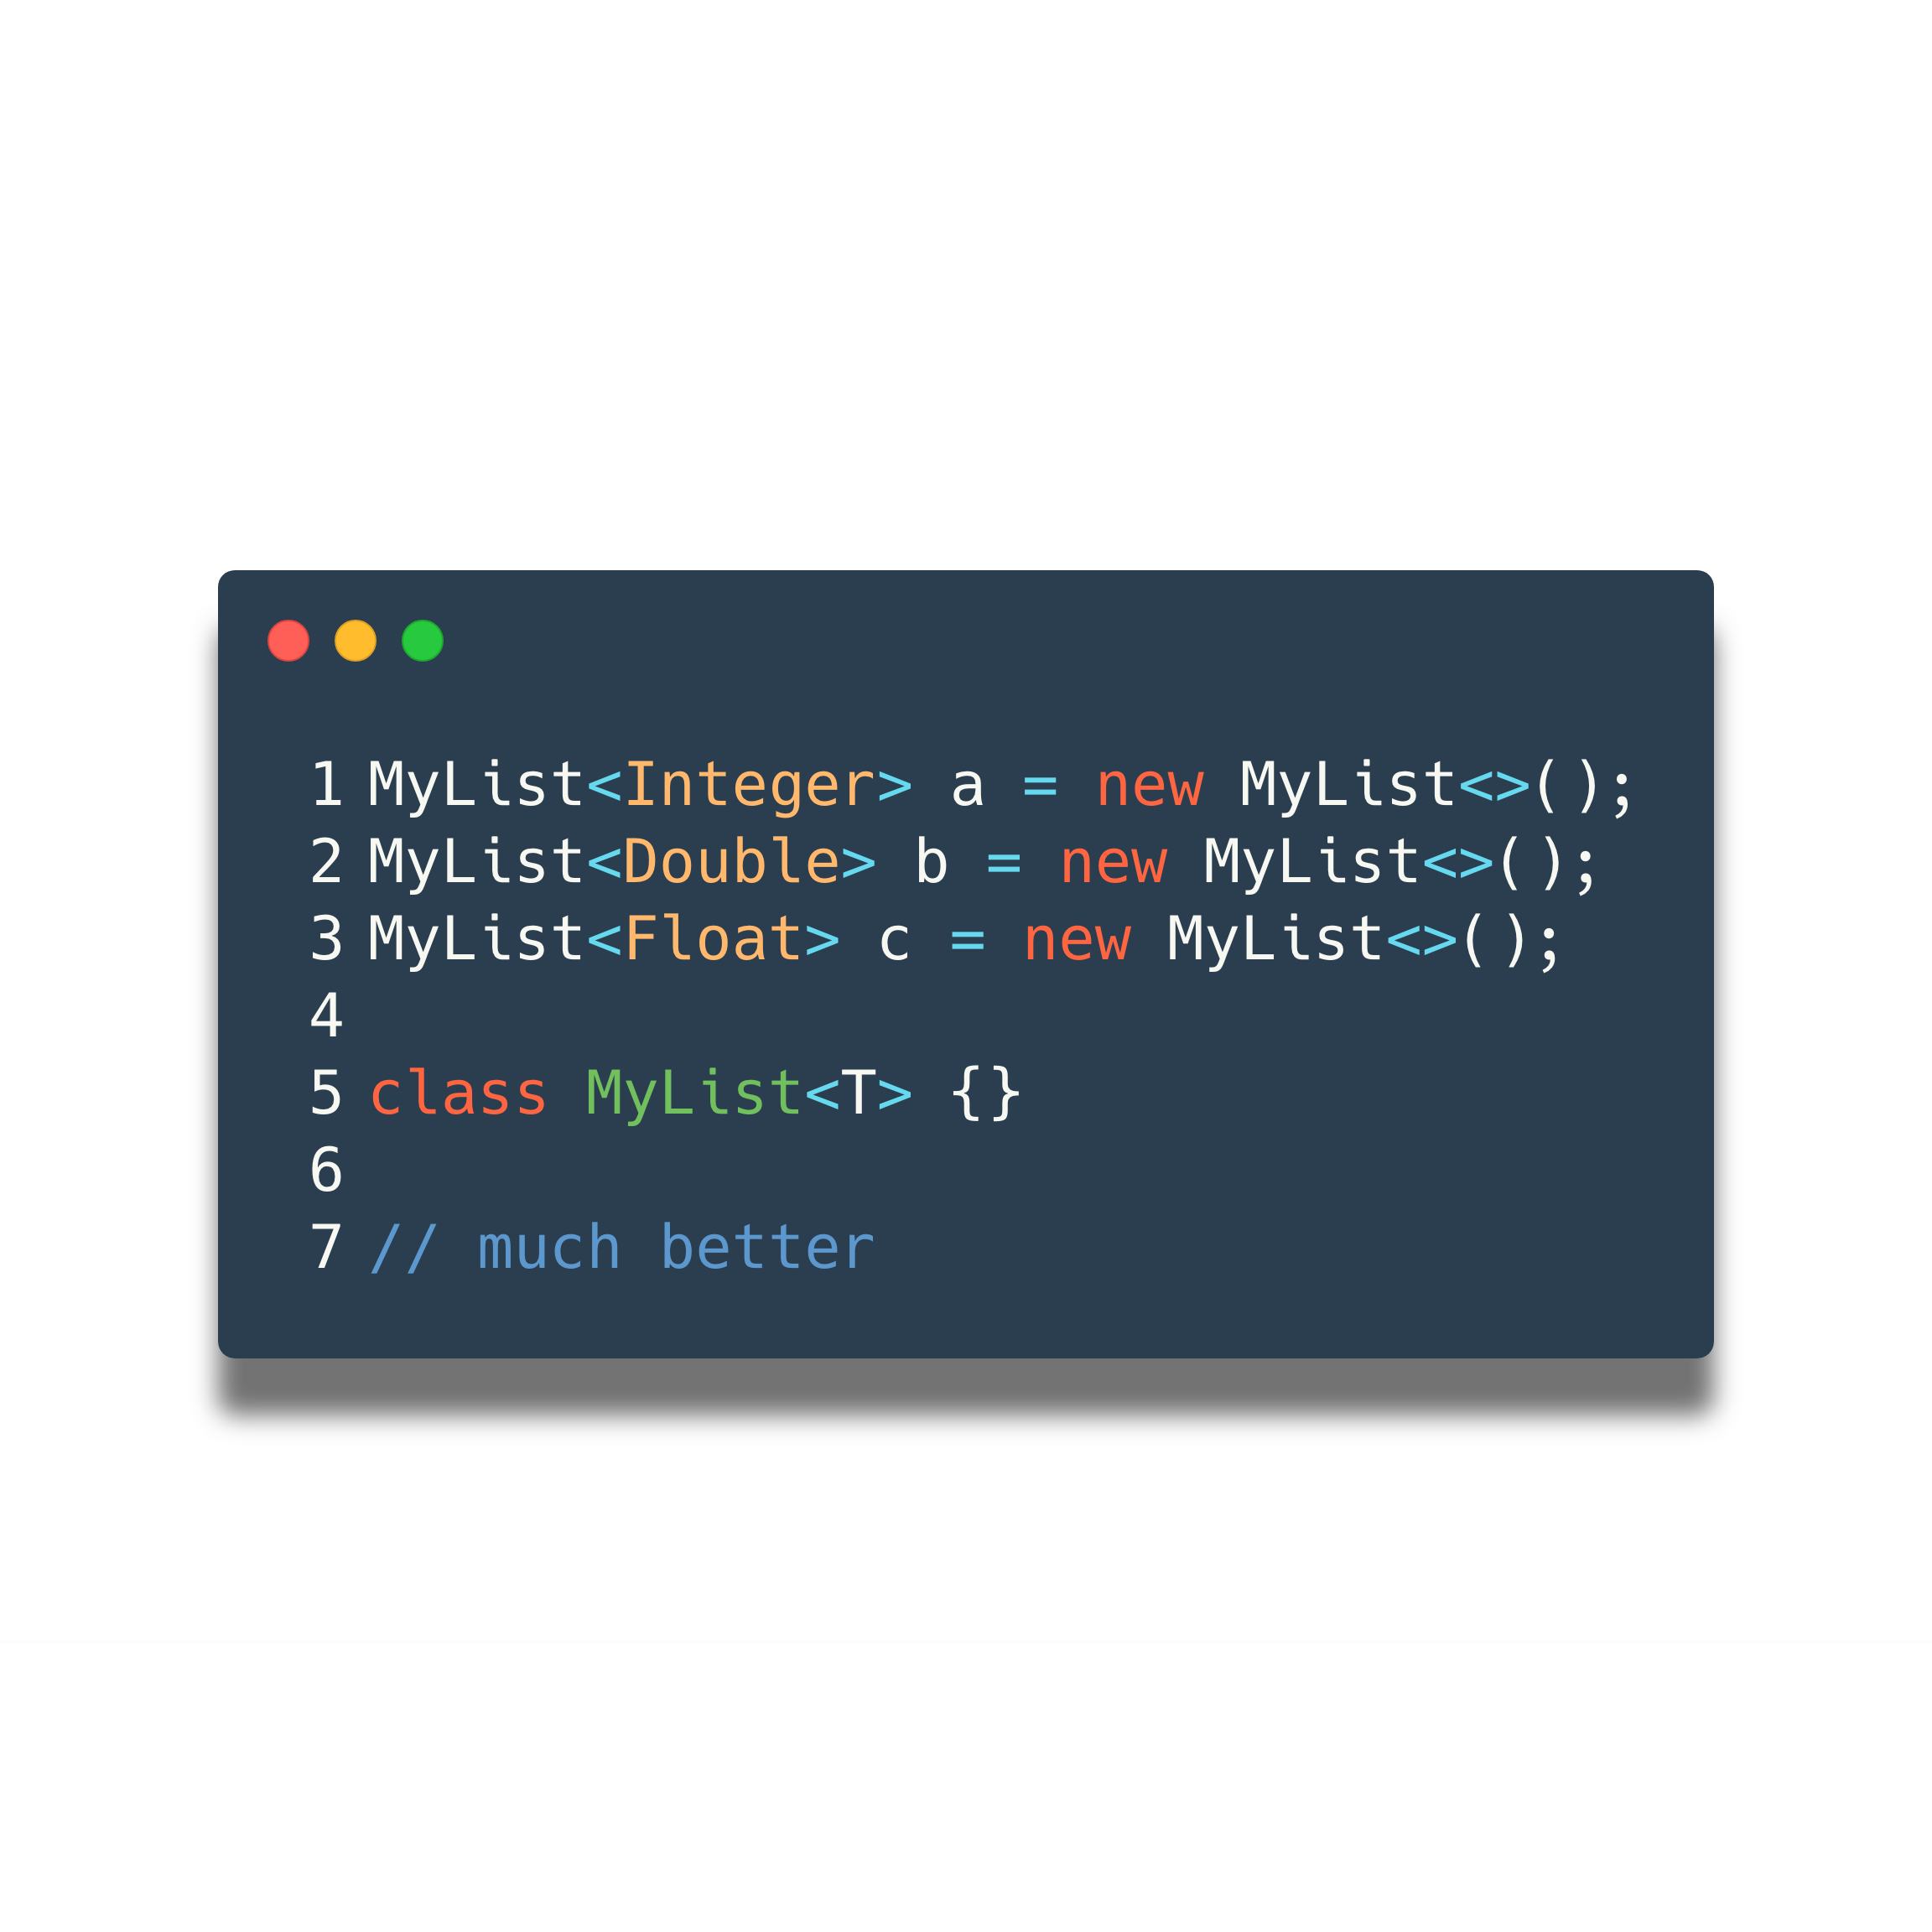 1 MyList<Integer> a = new MyList<>();
2 MyList<Double> b = new MyList<>();
3 MyList<Float> c = new MyList<>();
4
5 class MyList<T> {}
6
7 // much better